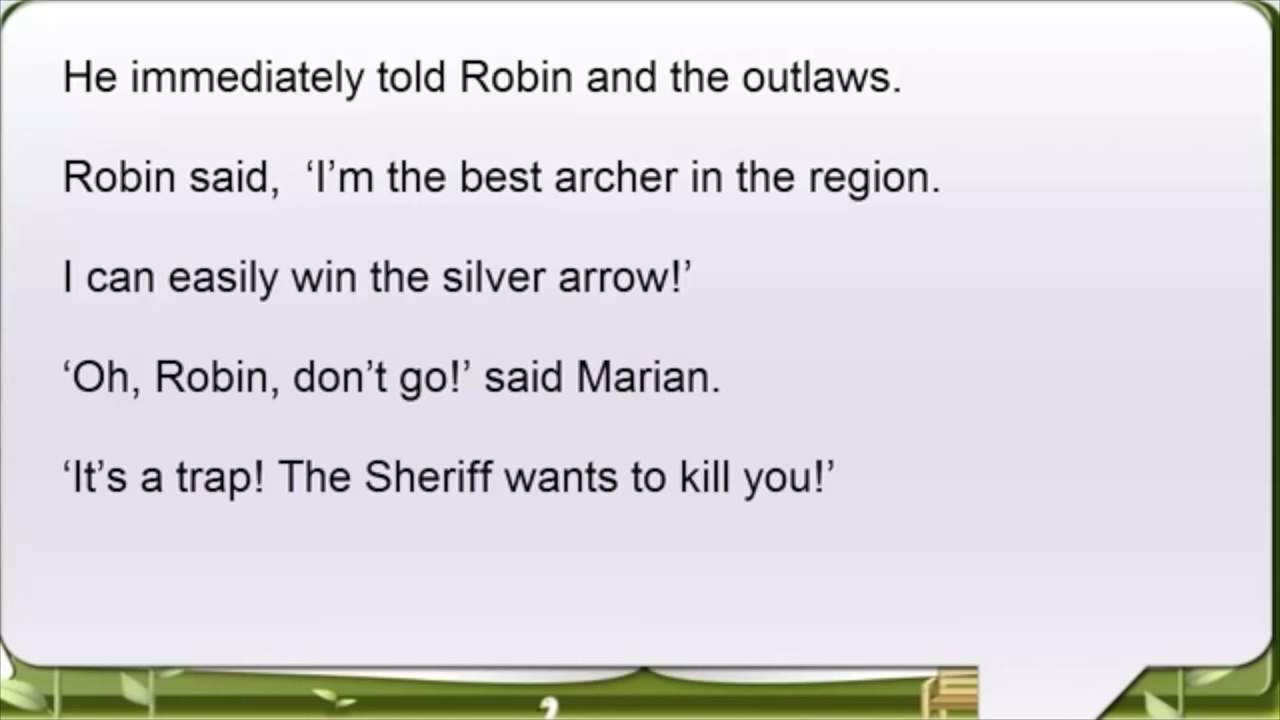 He immediately told Robin and the outlaws.
Robin said,  ‘I’m the best archer in the region.
I can easily win the silver arrow!’
‘Oh, Robin, don’t go!’ said Marian.
‘It’s a trap! The Sheriff wants to kill you!’